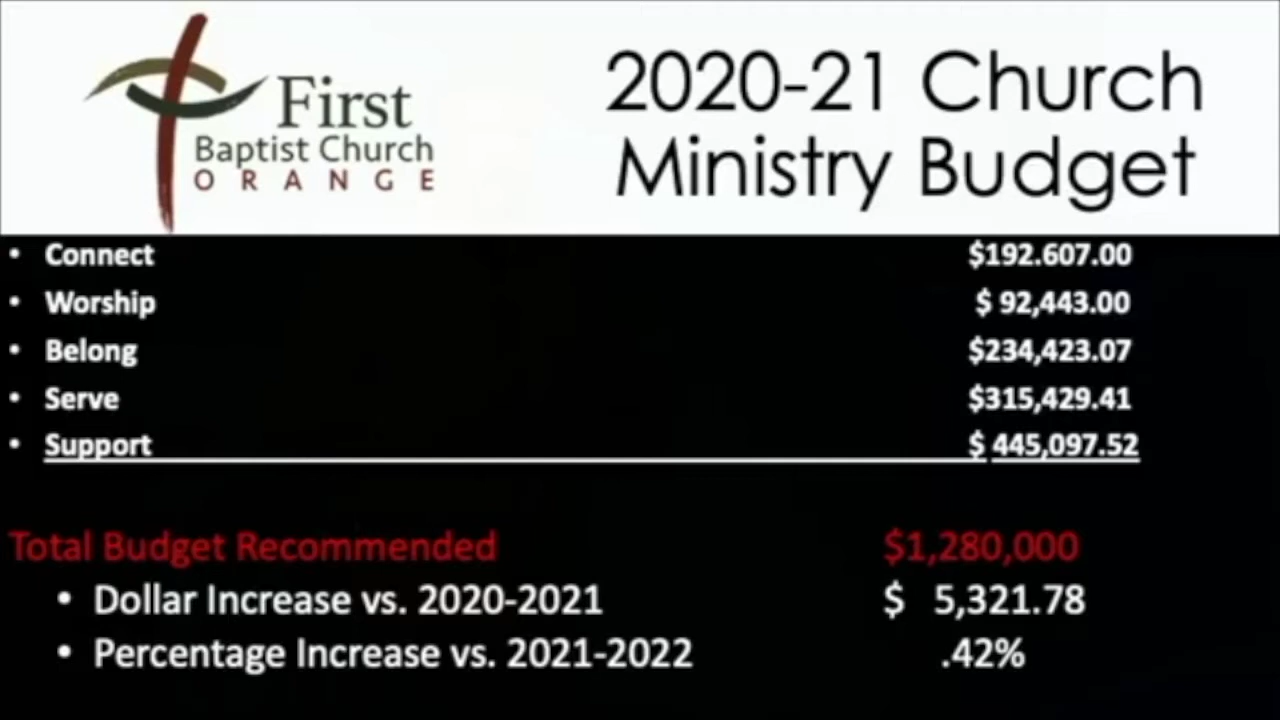 First
Baptist Church
ORANGE
2020-21 Church
Ministry Budget
• Connect $192.607.00
• Worship $ 92,443.00
• Belong $234,423.07
• Serve $315,429.41
• Support $ 445,097.52
Total Budget Recommended $1,280,000
• Dollar Increase vs. 2020-2021 $ 5,321.78
• Percentage Increase vs. 2021-2022 .42%